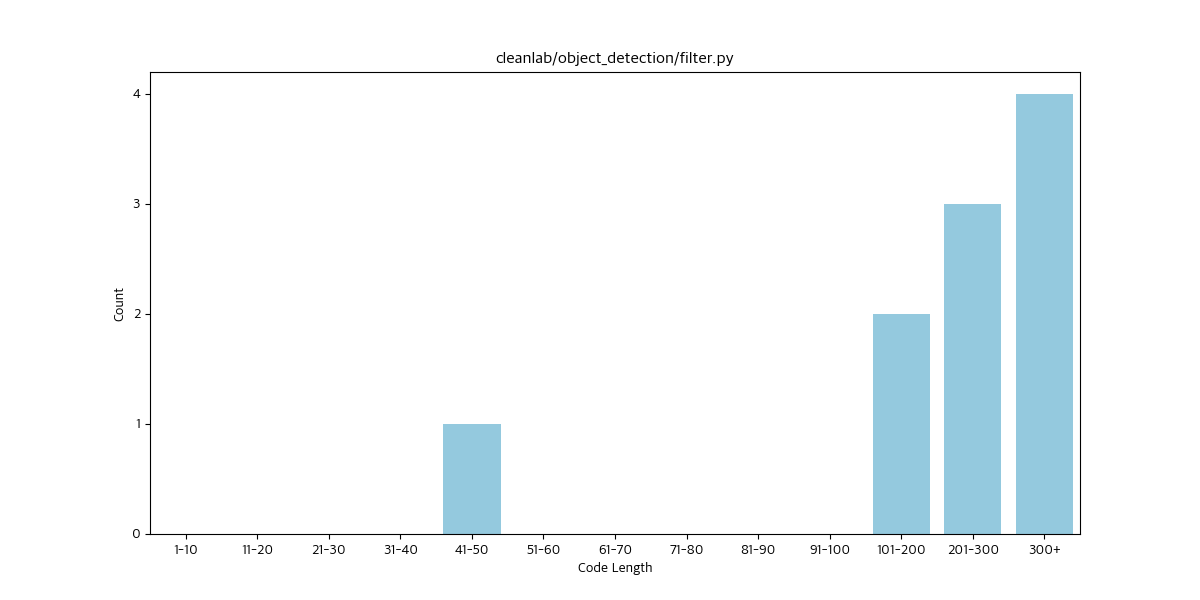 cleanlab/object_detection/filter.py
4
3
2
1
0
Count
1-10 11-20 21-30 31-40 41-50 51-60 61-70 71-80 81-90 91-100 101-200 201-300 300+
Code Length